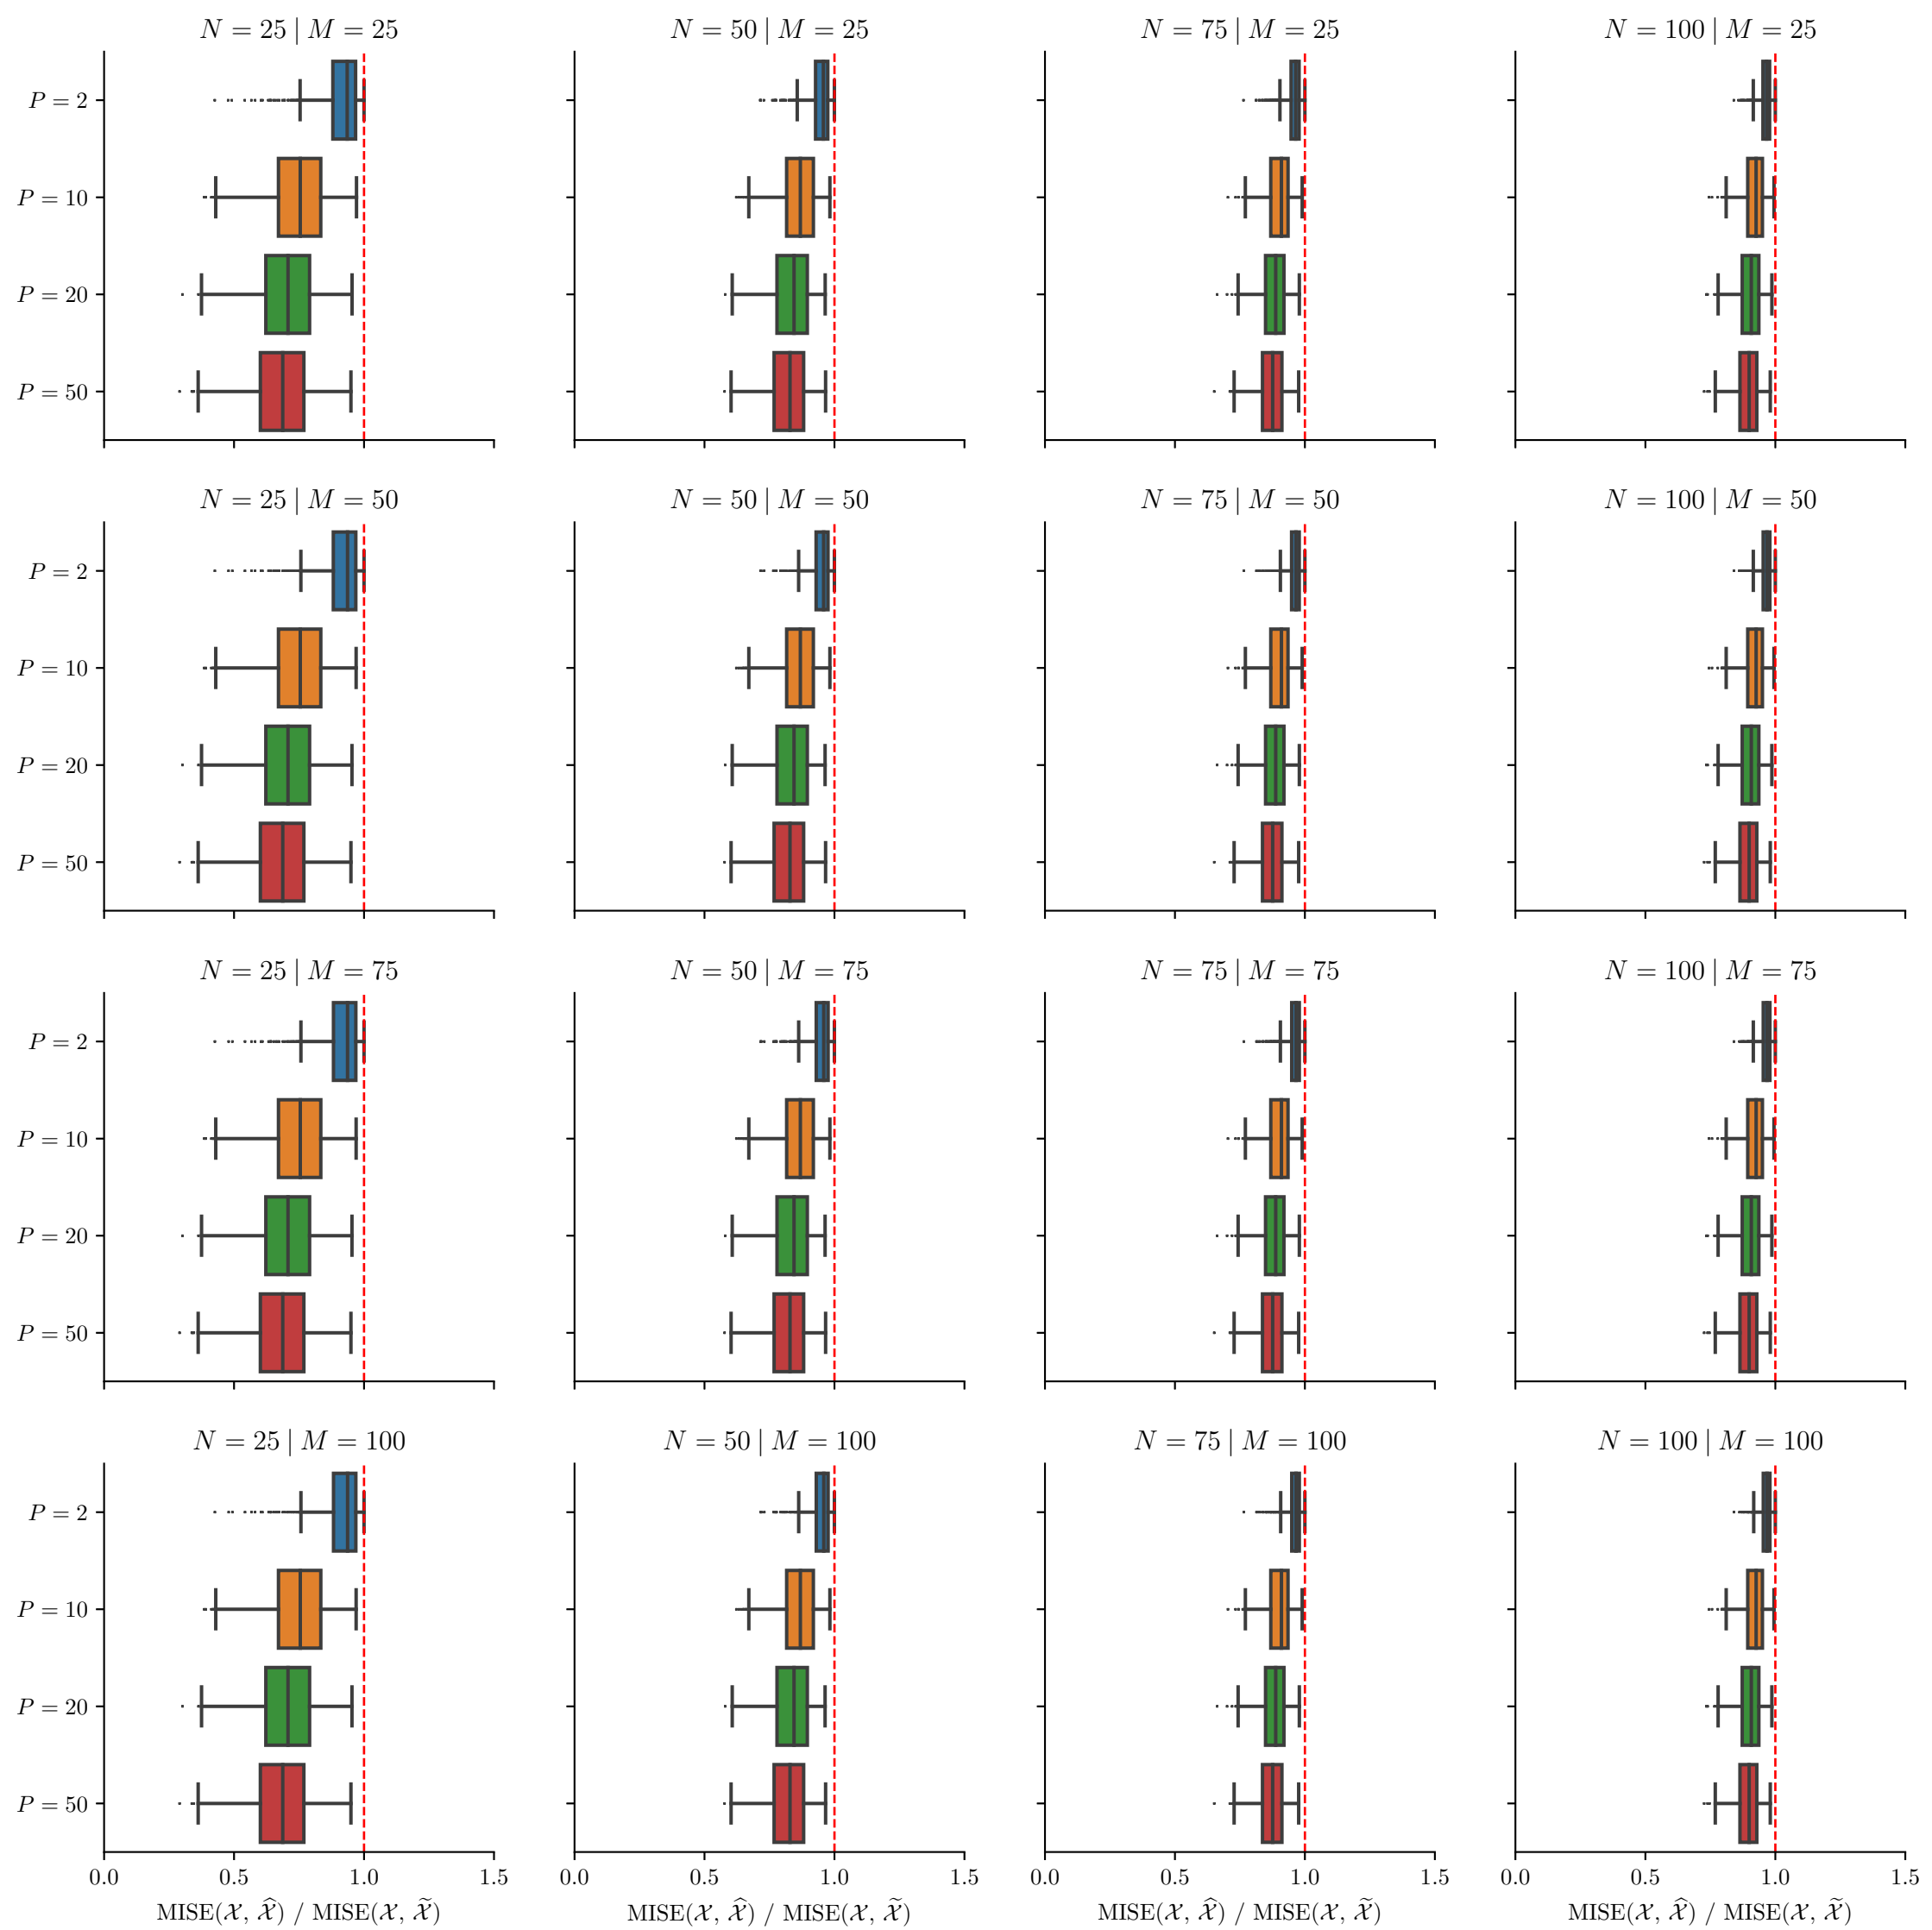 N = 25 | M = 25 N = 50 | M = 25 N = 75 | M = 25 N = 100 | M = 25
P = 2
P = 10
P = 20
P = 50
N = 25 | M = 50 N = 50 | M = 50 N = 75 | M = 50 N = 100 | M = 50
P = 2
P = 10
P = 20
P = 50
N = 25 | M = 75 N = 50 | M = 75 N = 75 | M = 75 N = 100 | M = 75
P = 2
P = 10
P = 20
P = 50
N = 25 | M = 100 N = 50 | M = 100 N = 75 | M = 100 N = 100 | M = 100
P = 2
P = 10
P = 20
P = 50
0.0 0.5 1.0 1.5 0.0 0.5 1.0 1.5 0.0 0.5 1.0 1.5 0.0 0.5 1.0 1.5
MISE(𝒳, 𝒳̂) / MISE(𝒳, 𝒳̃) MISE(𝒳, 𝒳̂) / MISE(𝒳, 𝒳̃) MISE(𝒳, 𝒳̂) / MISE(𝒳, 𝒳̃) MISE(𝒳, 𝒳̂) / MISE(𝒳, 𝒳̃)